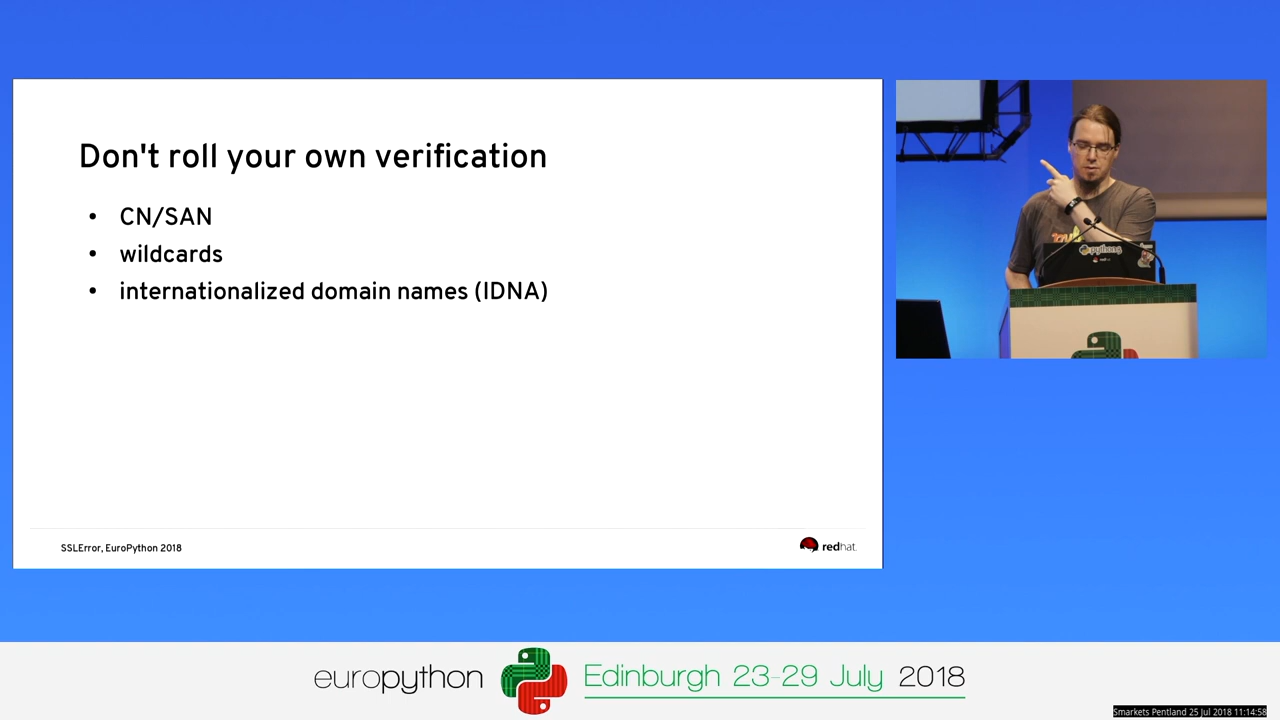 Don't roll your own verification
• CN/SAN
• wildcards
• internationalized domain names (IDNA)
SSLError, EuroPython 2018
redhat.
europython
Edinburgh 23-29 July 2018
Smarkets Pentland 25 Jul 2018 11:14:58